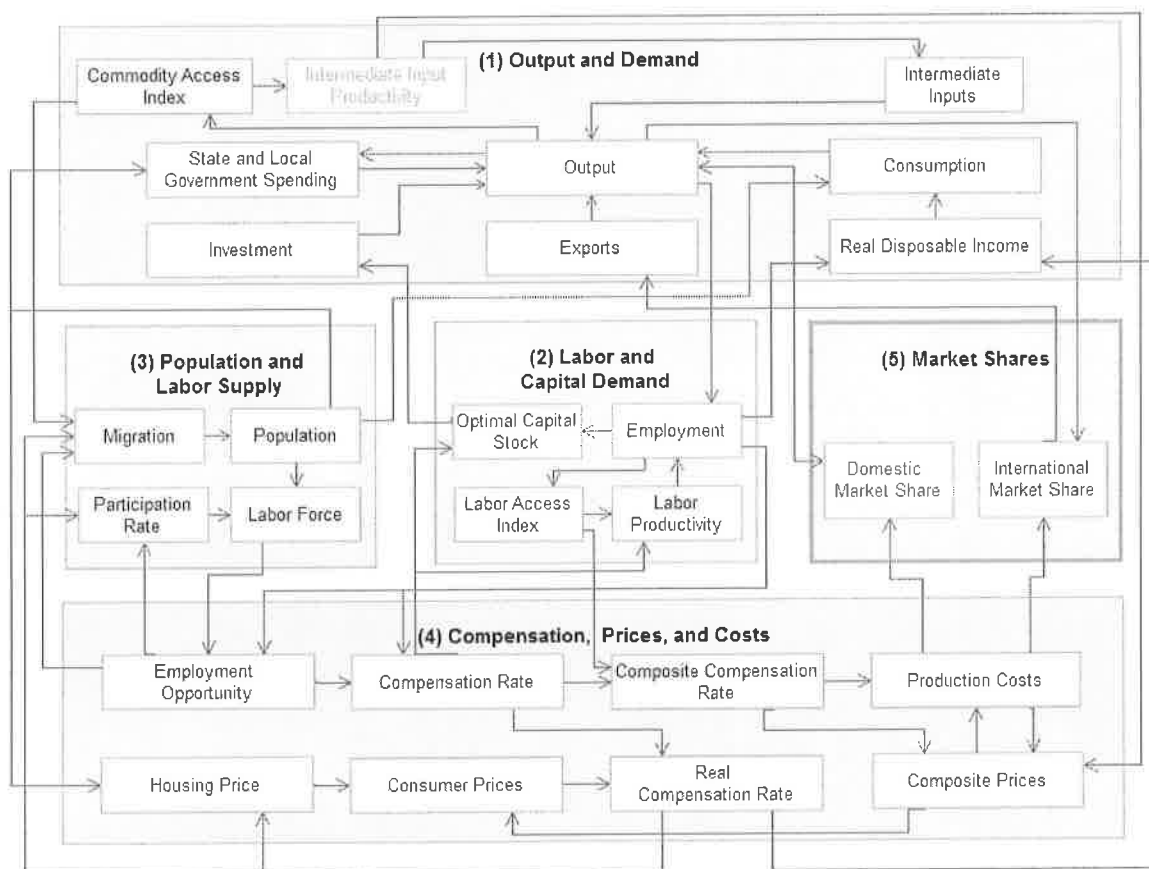 (1) Output and Demand
Commodity Access
Index
Intermediate Input
Productivity
Intermediate
Inputs
State and Local
Government Spending
Output
Consumption
Investment
Exports
Real Disposable Income
(3) Population and
Labor Supply
Migration
Population
Participation
Rate
Labor Force
(2) Labor and
Capital Demand
Optimal Capital
Stock
Employment
Labor Access
Index
Labor
Productivity
(5) Market Shares
Domestic
Market Share
International
Market Share
(4) Compensation, Prices, and Costs
Employment
Opportunity
Compensation Rate
Composite Compensation
Rate
Production Costs
Housing Price
Consumer Prices
Real
Compensation Rate
Composite Prices